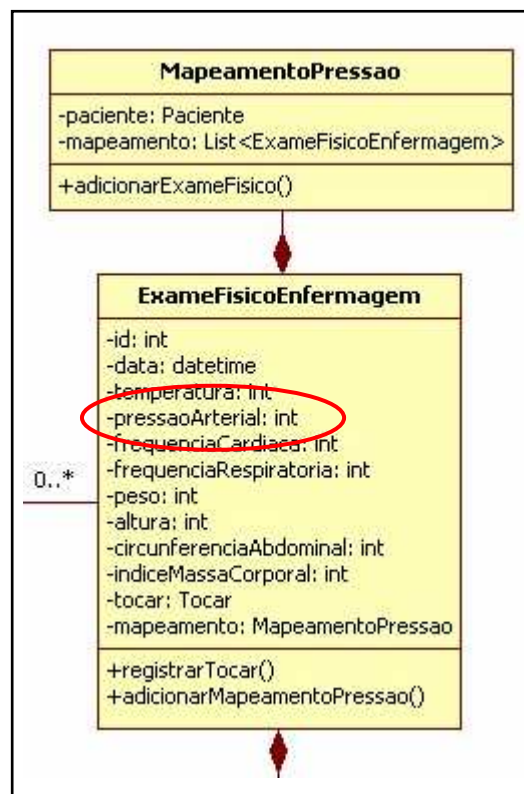 MapeamentoPressao
-paciente: Paciente
-mapeamento: List<ExameFisicoEnfermagem>
+adicionarExameFisico()
ExameFisicoEnfermagem
-id: int
-data: datetime
-temperatura: int
-pressaoArterial: int
-frequenciaCardiaca: int
-frequenciaRespiratoria: int
0..*
-peso: int
-altura: int
-circunferenciaAbdominal: int
-indiceMassaCorporal: int
-tocar: Tocar
-mapeamento: MapeamentoPressao
+registrarTocar()
+adicionarMapeamentoPressao()